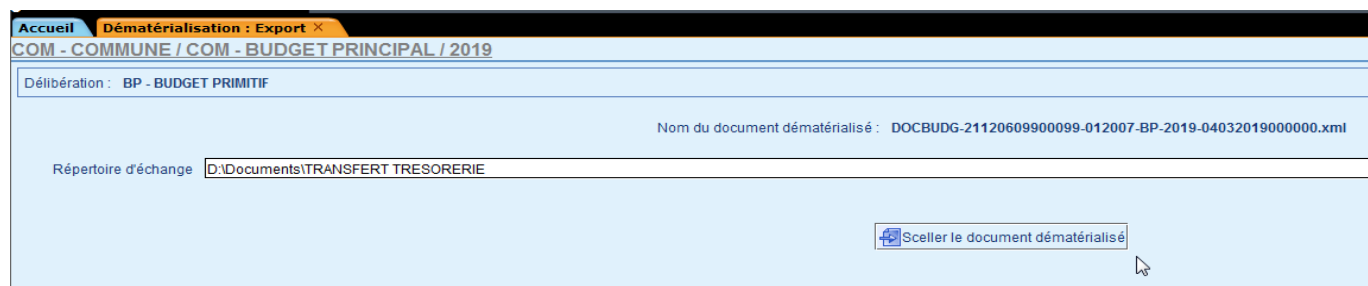 Accueil Dématérialisation : Export ×
COM - COMMUNE / COM - BUDGET PRINCIPAL / 2019
Délibération : BP - BUDGET PRIMITIF
Nom du document dématérialisé : DOCBUDG-21120609900099-012007-BP-2019-04032019000000.xml
Répertoire d'échange D:\Documents\TRANSFERT TRESORERIE
Sceller le document dématérialisé